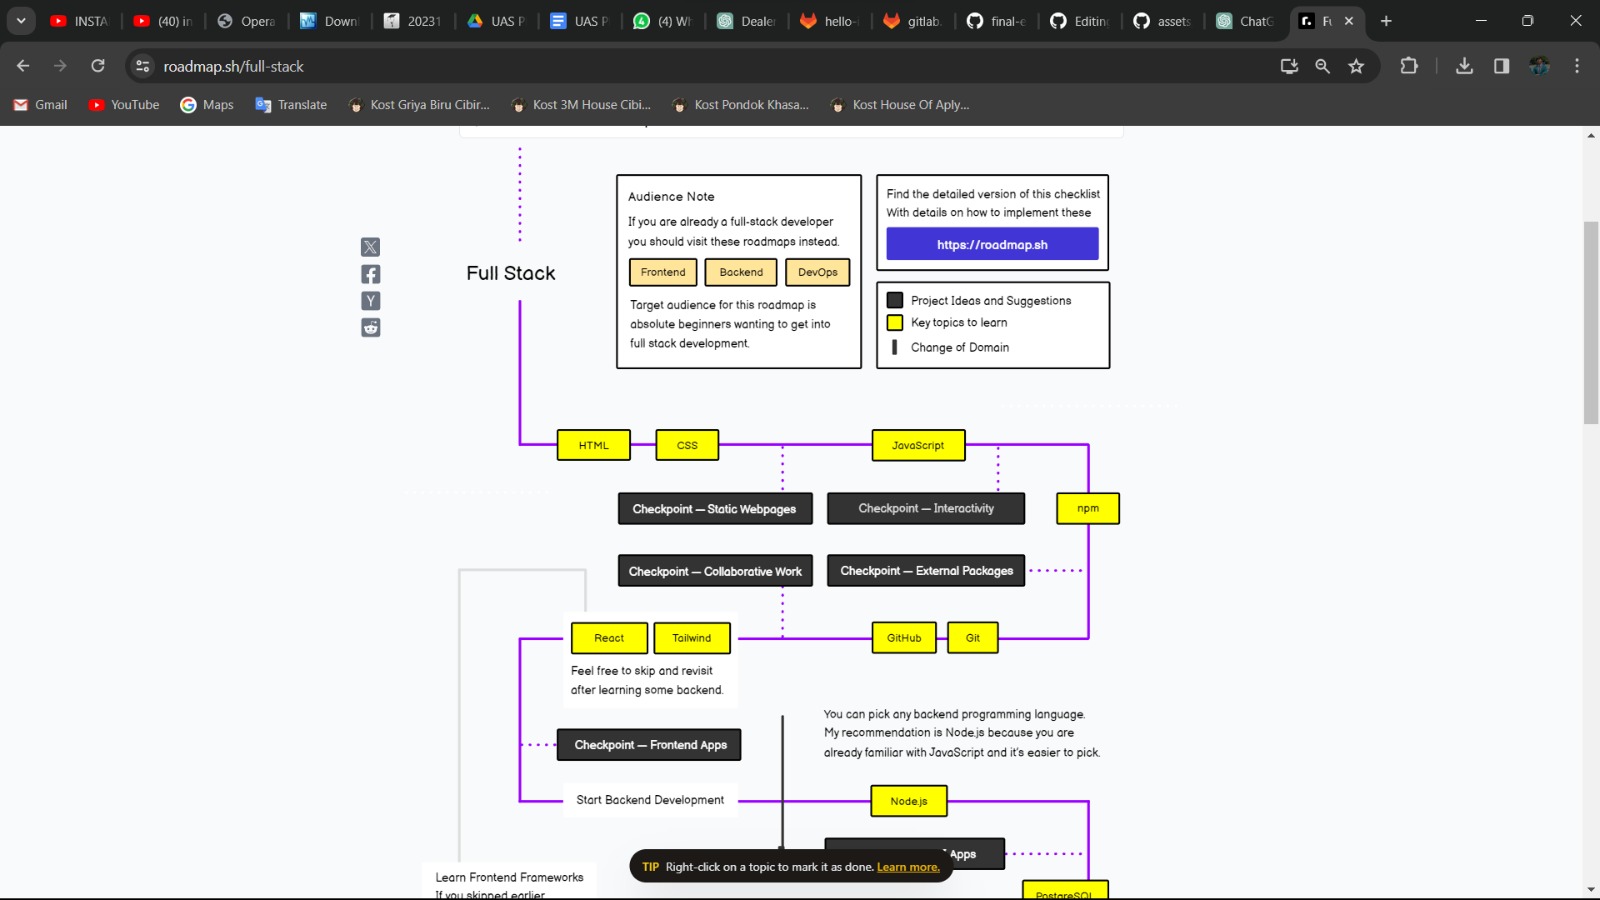 INSTA
(40) in
Opera
Downl
20231
UAS P
UAS P
(4) Wh
Dealer
hello-i
gitlab.
final-e
Editing
assets
ChatG
roadmap.sh/full-stack
Gmail
YouTube
Maps
Translate
Kost Griya Biru Cibir...
Kost 3M House Cibi...
Kost Pondok Khasa...
Kost House Of Aply...
Audience Note
If you are already a full-stack developer
you should visit these roadmaps instead.
Frontend
Backend
DevOps
Target audience for this roadmap is
absolute beginners wanting to get into
full stack development.
Find the detailed version of this checklist
With details on how to implement these
https://roadmap.sh
Project Ideas and Suggestions
Key topics to learn
Change of Domain
Full Stack
HTML
CSS
JavaScript
Checkpoint — Static Webpages
Checkpoint — Interactivity
npm
Checkpoint — Collaborative Work
Checkpoint — External Packages
React
Tailwind
GitHub
Git
Feel free to skip and revisit
after learning some backend.
You can pick any backend programming language.
My recommendation is Node.js because you are
already familiar with JavaScript and it's easier to pick.
Checkpoint — Frontend Apps
Start Backend Development
Node.js
Apps
TIP Right-click on a topic to mark it as done. Learn more.
Learn Frontend Frameworks
If you skipped earlier
PostgreSQL